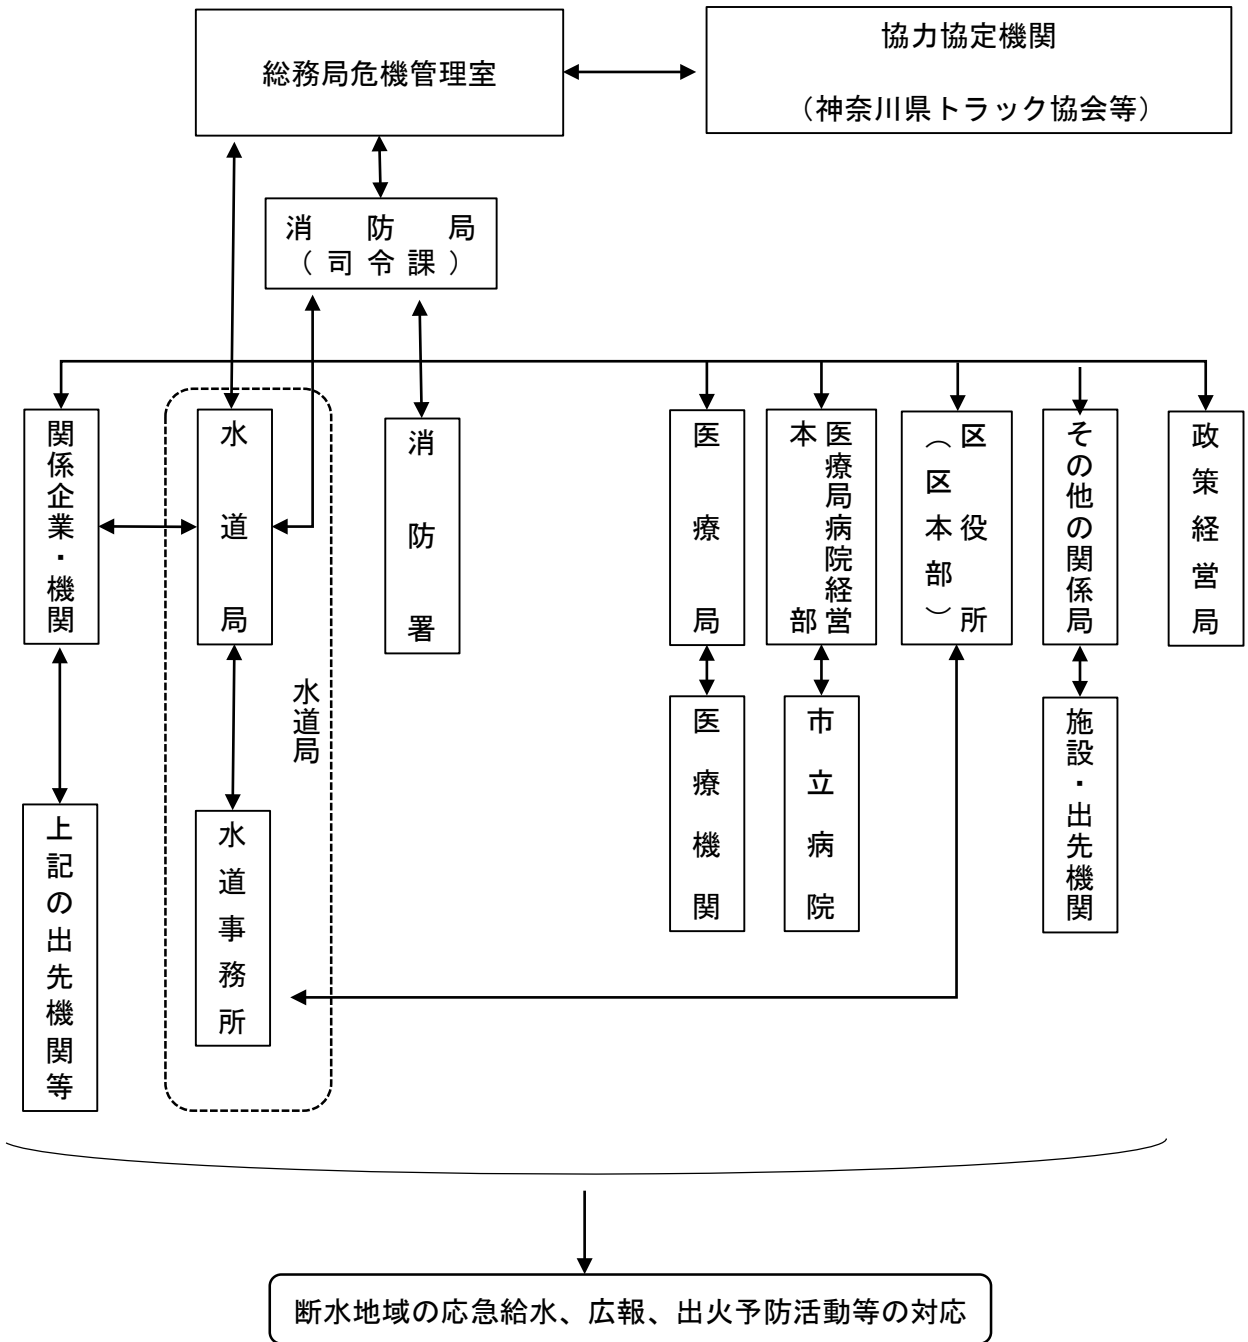 総務局危機管理室
協力協定機関
（神奈川県トラック協会等）
消防局
（司令課）
関係企業・機関
水道局
消防署
医療局
医療局病院経営
本部
区役所
（区本部）
その他の関係局
政策経営局
水道局
上記の出先機関等
水道事務所
医療機関
市立病院
施設・出先機関
断水地域の応急給水、広報、出火予防活動等の対応